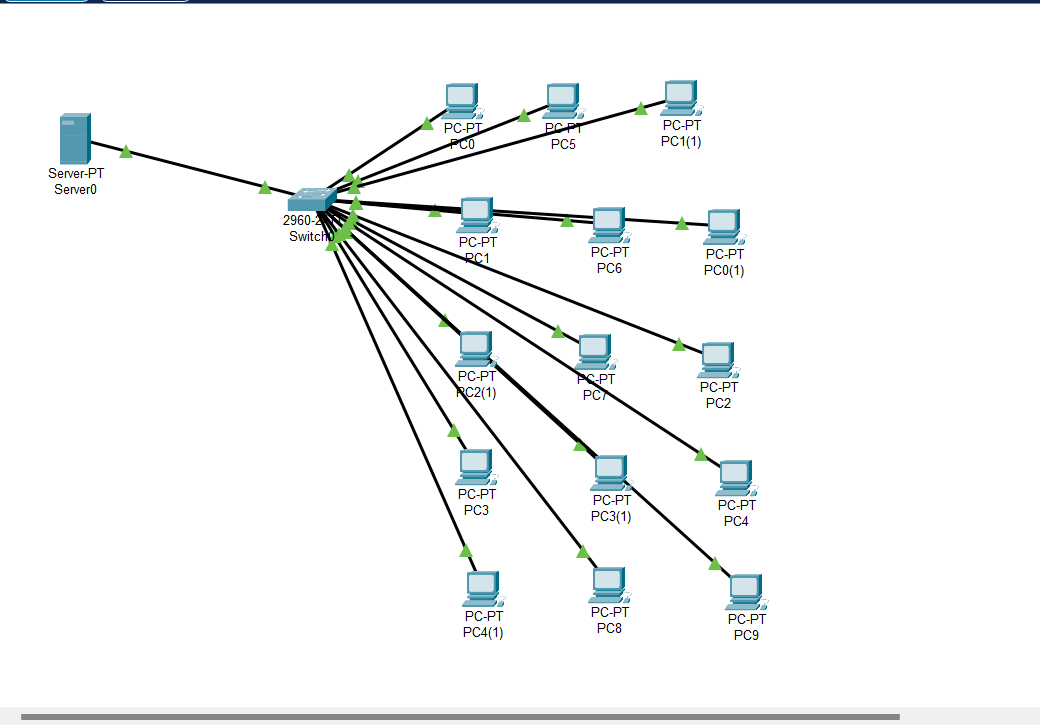 PC-PT
PC0
PC-PT
PC5
PC-PT
PC1(1)
Server-PT
Server0
2960-24TT
Switch0
PC-PT
PC1
PC-PT
PC6
PC-PT
PC0(1)
PC-PT
PC2(1)
PC-PT
PC7
PC-PT
PC2
PC-PT
PC3
PC-PT
PC3(1)
PC-PT
PC4
PC-PT
PC4(1)
PC-PT
PC8
PC-PT
PC9